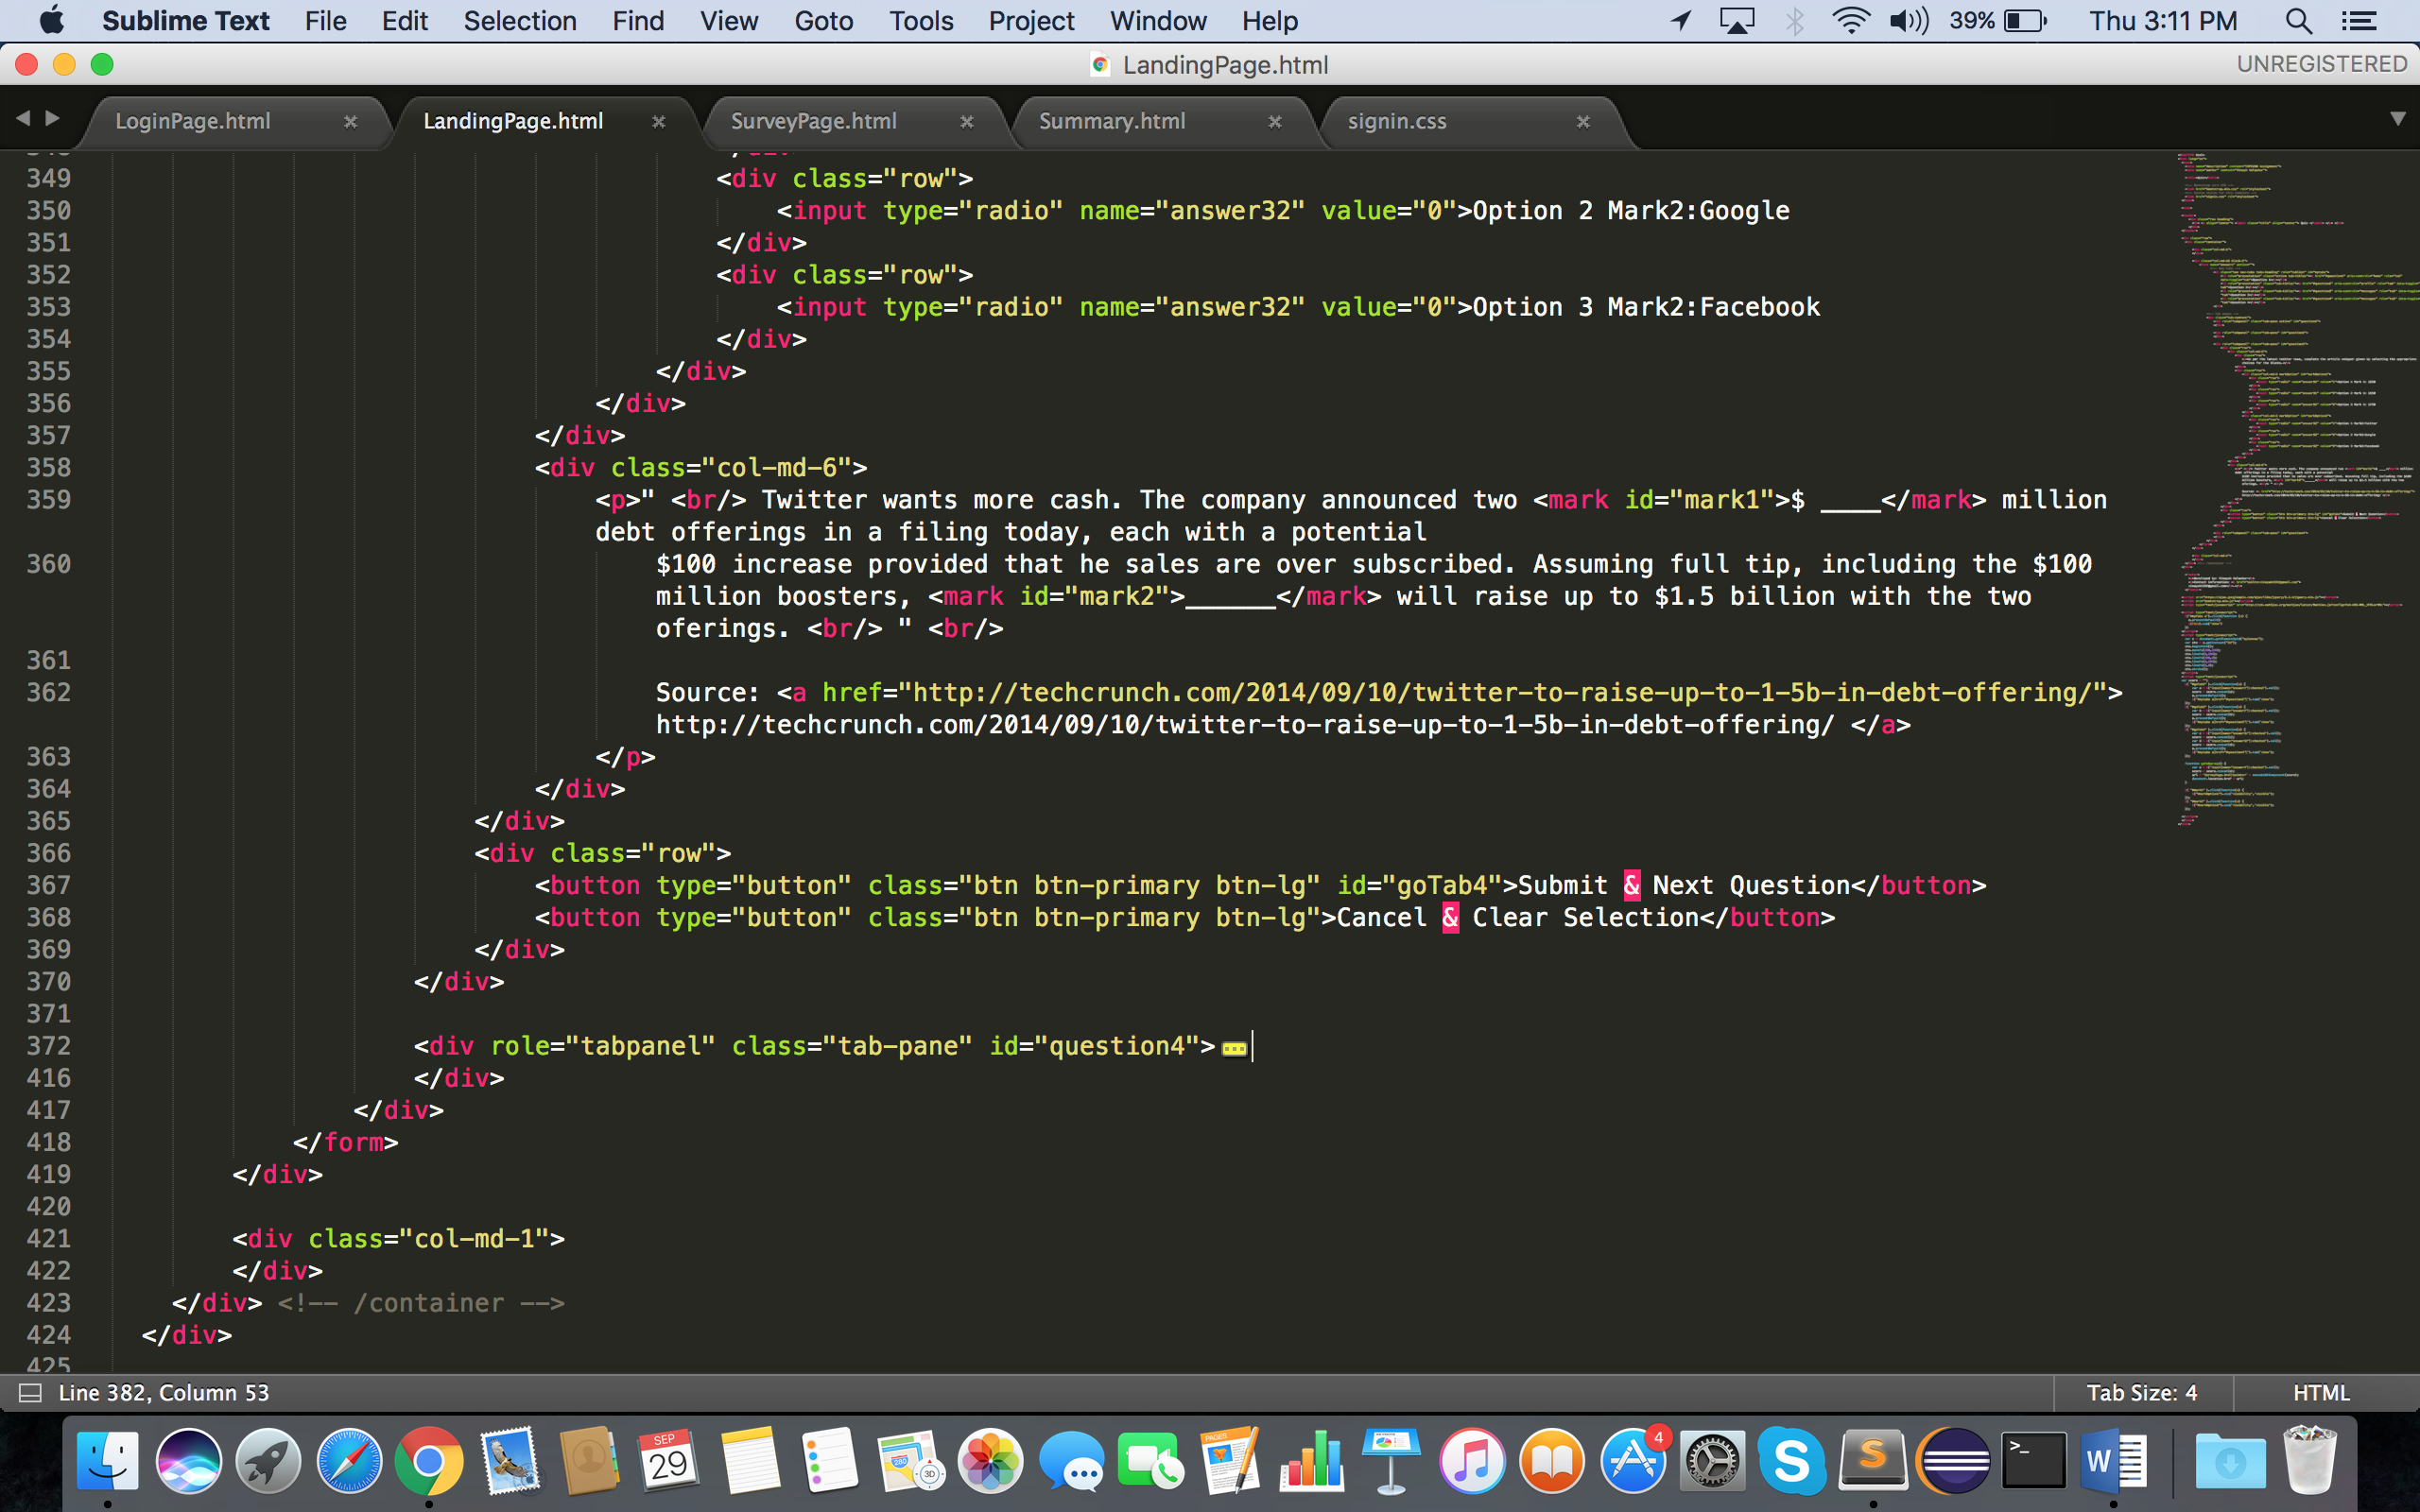 Sublime Text File Edit Selection Find View Goto Tools Project Window Help 39% Thu 3:11 PM
LandingPage.html UNREGISTERED
LoginPage.html LandingPage.html SurveyPage.html Summary.html signin.css
349 <div class="row">
350 <input type="radio" name="answer32" value="0">Option 2 Mark2:Google
351 </div>
352 <div class="row">
353 <input type="radio" name="answer32" value="0">Option 3 Mark2:Facebook
354 </div>
355 </div>
356 </div>
357 </div>
358 <div class="col-md-6">
359 <p>" <br/> Twitter wants more cash. The company announced two <mark id="mark1">$ ____</mark> million
debt offerings in a filing today, each with a potential
360 $100 increase provided that he sales are over subscribed. Assuming full tip, including the $100
million boosters, <mark id="mark2">______</mark> will raise up to $1.5 billion with the two
oferings. <br/> " <br/>
361
362 Source: <a href="http://techcrunch.com/2014/09/10/twitter-to-raise-up-to-1-5b-in-debt-offering/">
http://techcrunch.com/2014/09/10/twitter-to-raise-up-to-1-5b-in-debt-offering/ </a>
363 </p>
364 </div>
365 </div>
366 <div class="row">
367 <button type="button" class="btn btn-primary btn-lg" id="goTab4">Submit & Next Question</button>
368 <button type="button" class="btn btn-primary btn-lg">Cancel & Clear Selection</button>
369 </div>
370 </div>
371
372 <div role="tabpanel" class="tab-pane" id="question4">
416 </div>
417 </div>
418 </form>
419 </div>
420
421 <div class="col-md-1">
422 </div>
423 </div> <!-- /container -->
424 </div>
425
Line 382, Column 53 Tab Size: 4 HTML
SEP
29
280
3D
PAGES
4
S
S
>_
W